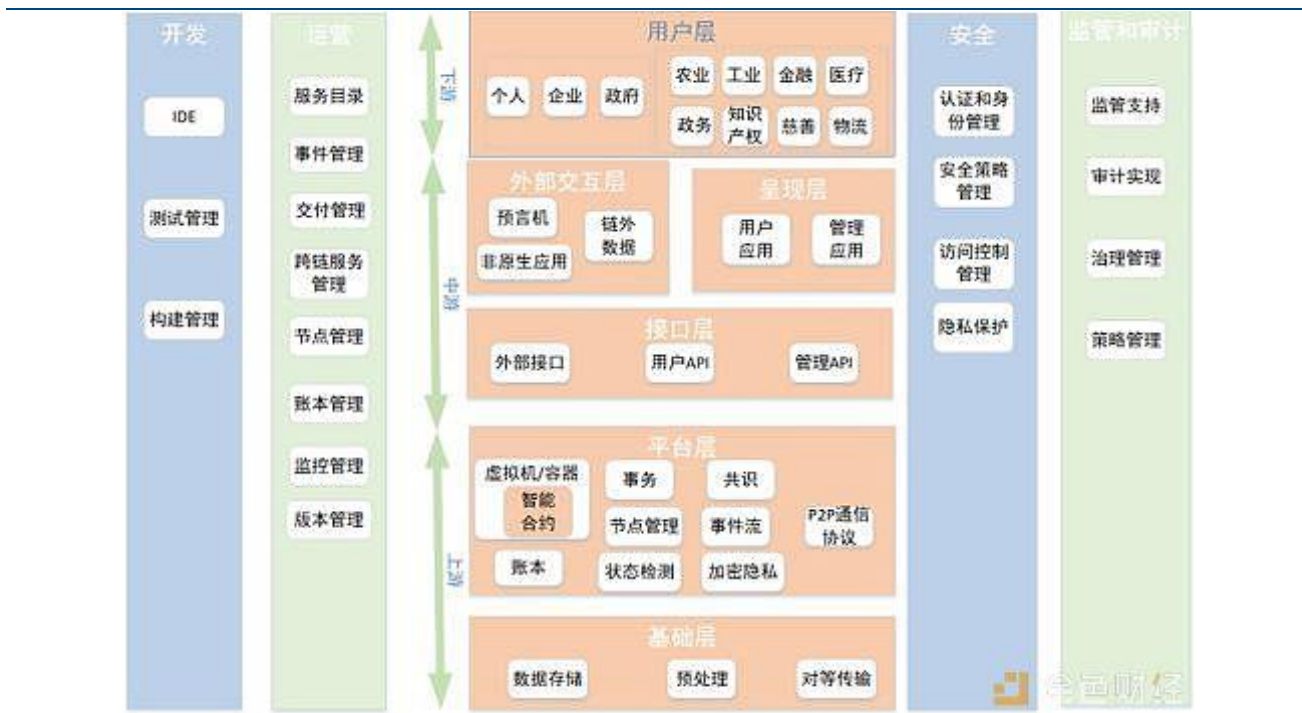 开发
IDE
测试管理
构建管理
运营
服务目录
事件管理
交付管理
跨链服务
管理
节点管理
账本管理
监控管理
版本管理
下游
中游
上游
用户层
个人
企业
政府
农业
工业
金融
医疗
政务
知识
产权
慈善
物流
外部交互层
预言机
链外
数据
非原生应用
呈现层
用户
应用
管理
应用
接口层
外部接口
用户API
管理API
平台层
虚拟机/容器
智能
合约
事务
共识
节点管理
事件流
P2P通信
协议
账本
状态检测
加密隐私
基础层
数据存储
预处理
对等传输
安全
认证和身
份管理
安全策略
管理
访问控制
管理
隐私保护
监管和审计
监管支持
审计实现
治理管理
策略管理
金色财经